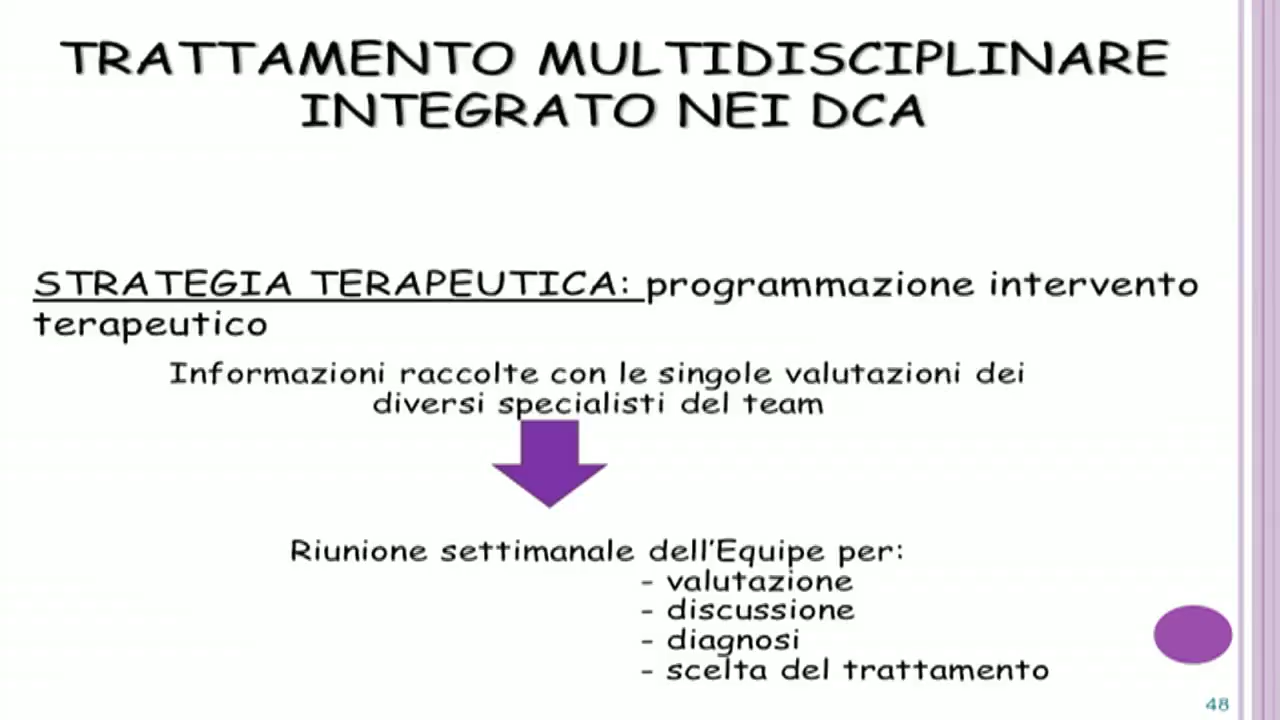 TRATTAMENTO MULTIDISCIPLINARE
INTEGRATO NEI DCA
STRATEGIA TERAPEUTICA: programmazione intervento
terapeutico
Informazioni raccolte con le singole valutazioni dei
diversi specialisti del team
Riunione settimanale dell'Equipe per:
- valutazione
- discussione
- diagnosi
- scelta del trattamento
48